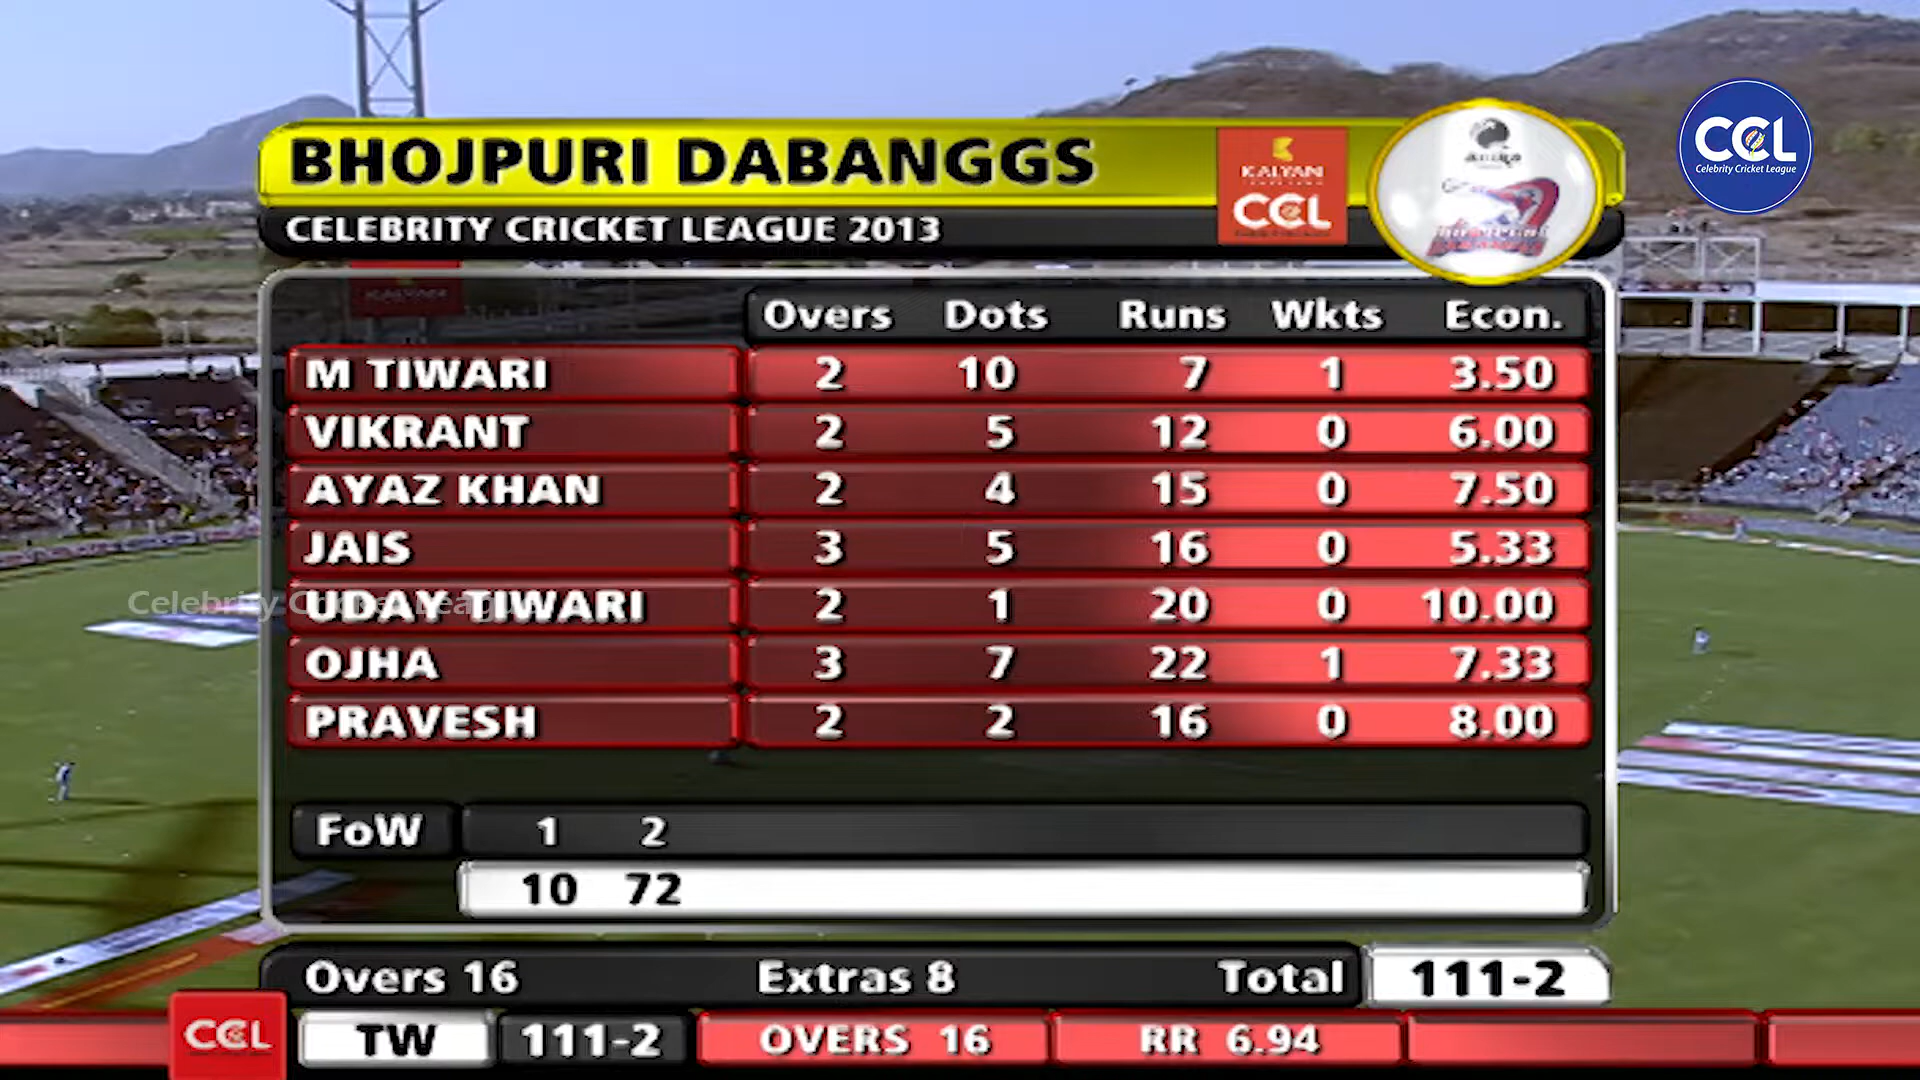 BHOJPURI DABANGGS
CELEBRITY CRICKET LEAGUE 2013
KALYAN
CCL
CCL
Celebrity Cricket League
Overs Dots Runs Wkts Econ.
M TIWARI 2 10 7 1 3.50
VIKRANT 2 5 12 0 6.00
AYAZ KHAN 2 4 15 0 7.50
JAIS 3 5 16 0 5.33
UDAY TIWARI 2 1 20 0 10.00
Celebrity Cricket League
OJHA 3 7 22 1 7.33
PRAVESH 2 2 16 0 8.00
FoW 1 2
10 72
Overs 16 Extras 8 Total 111-2
CCL TW 111-2 OVERS 16 RR 6.94